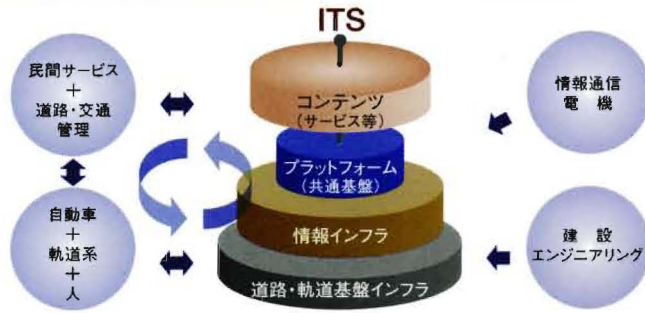 ITS
民間サービス
＋
道路・交通
管理
自動車
＋
軌道系
＋
人
コンテンツ
(サービス等)
プラットフォーム
(共通基盤)
情報インフラ
道路・軌道基盤インフラ
情報通信
電機
建設
エンジニアリング